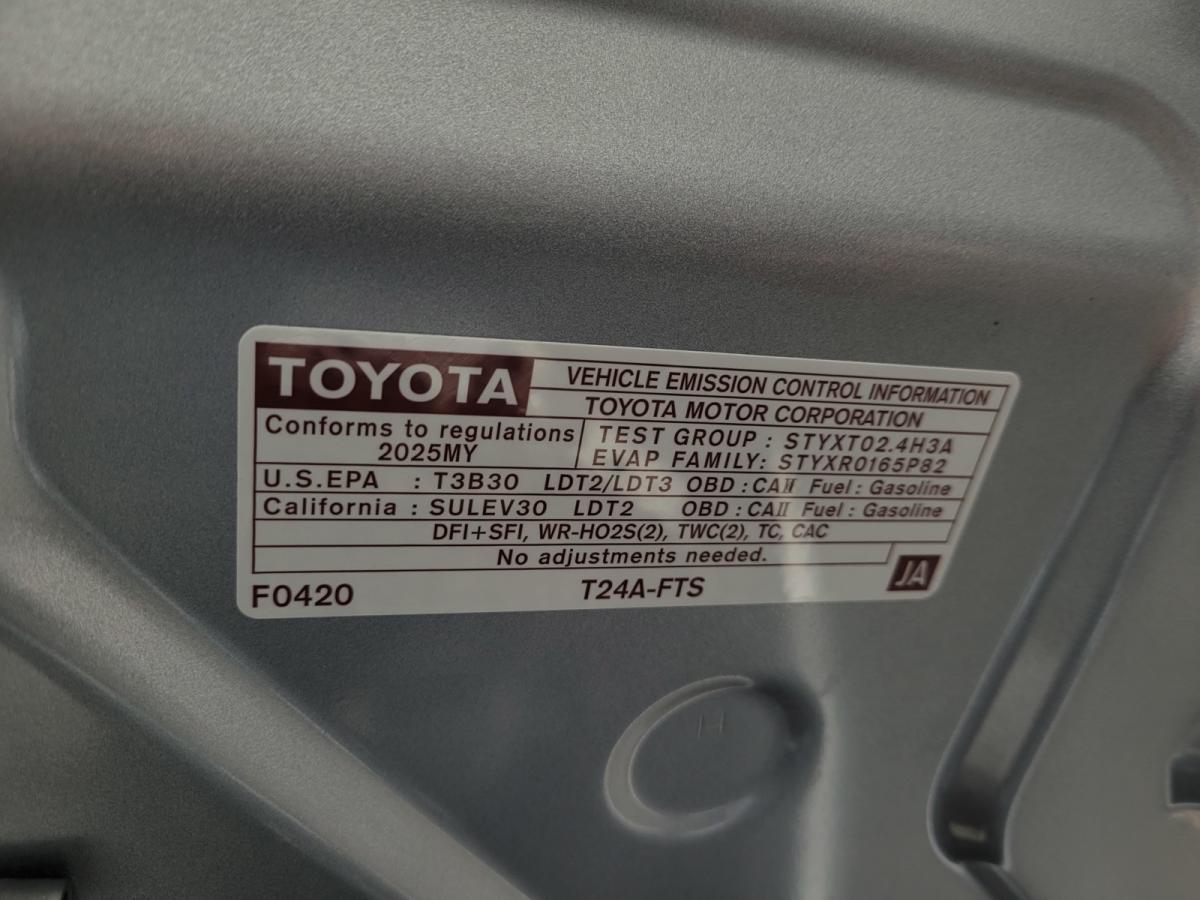 TOYOTA
VEHICLE EMISSION CONTROL INFORMATION
TOYOTA MOTOR CORPORATION
Conforms to regulations
2025MY
TEST GROUP : STYXT02.4H3A
EVAP FAMILY: STYXR0165P82
U.S.EPA : T3B30 LDT2/LDT3 OBD : CAII Fuel : Gasoline
California : SULEV30 LDT2 OBD : CAII Fuel : Gasoline
DFI+SFI, WR-HO2S(2), TWC(2), TC, CAC
No adjustments needed.
JA
F0420
T24A-FTS
H